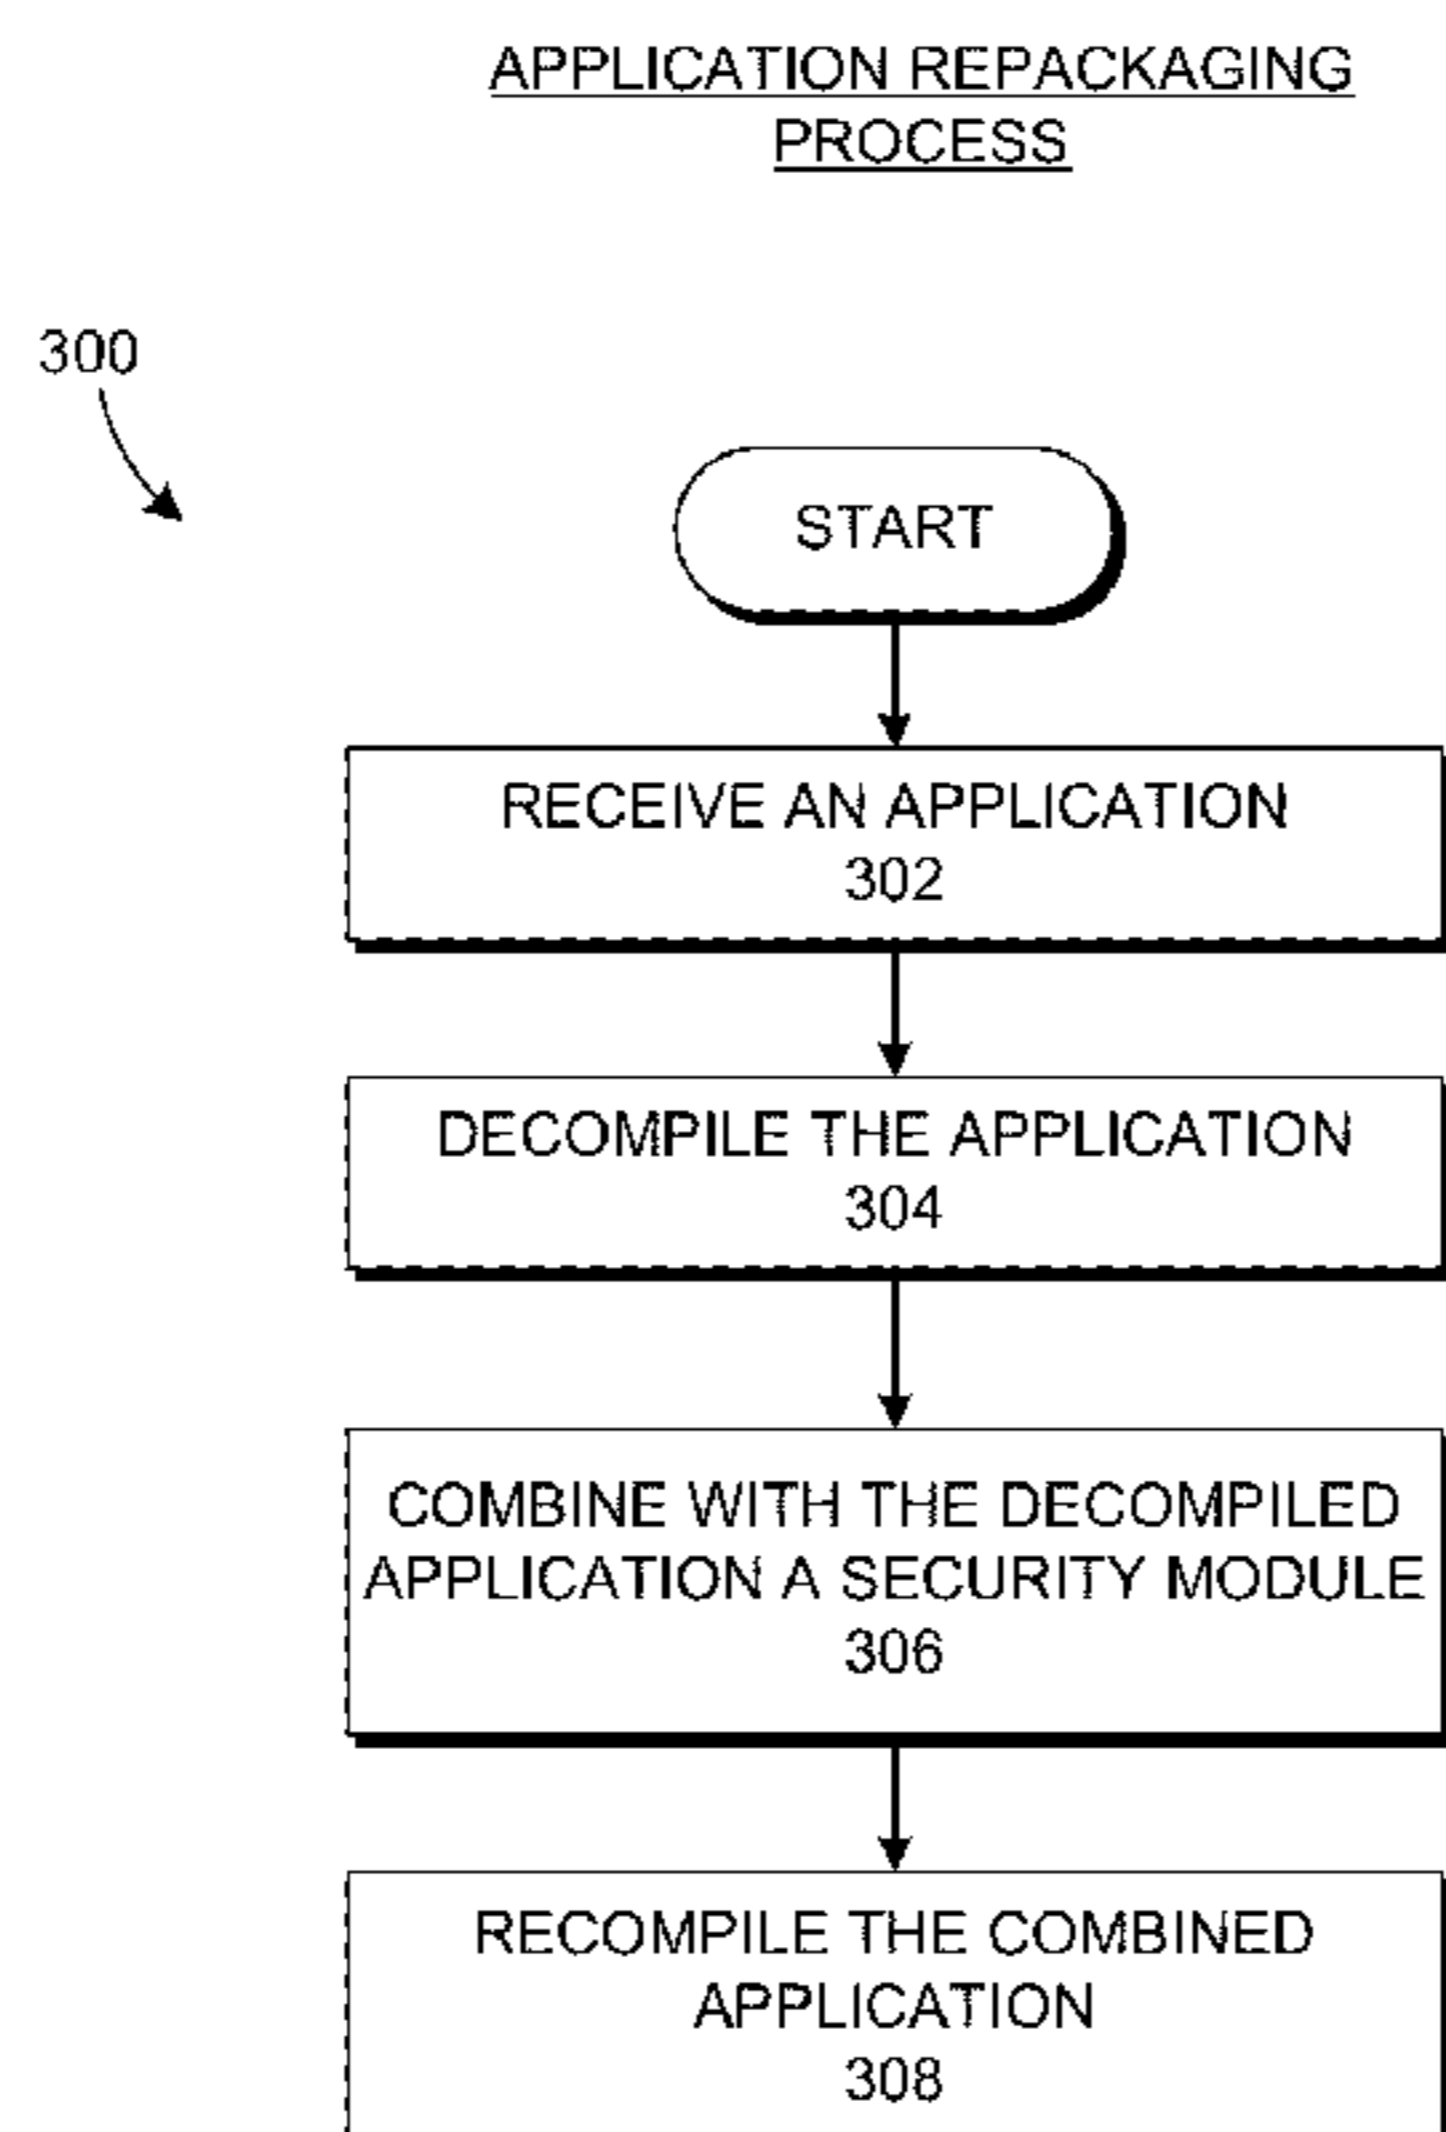 APPLICATION REPACKAGING
PROCESS
300
START
RECEIVE AN APPLICATION
302
DECOMPILE THE APPLICATION
304
COMBINE WITH THE DECOMPILED
APPLICATION A SECURITY MODULE
306
RECOMPILE THE COMBINED
APPLICATION
308